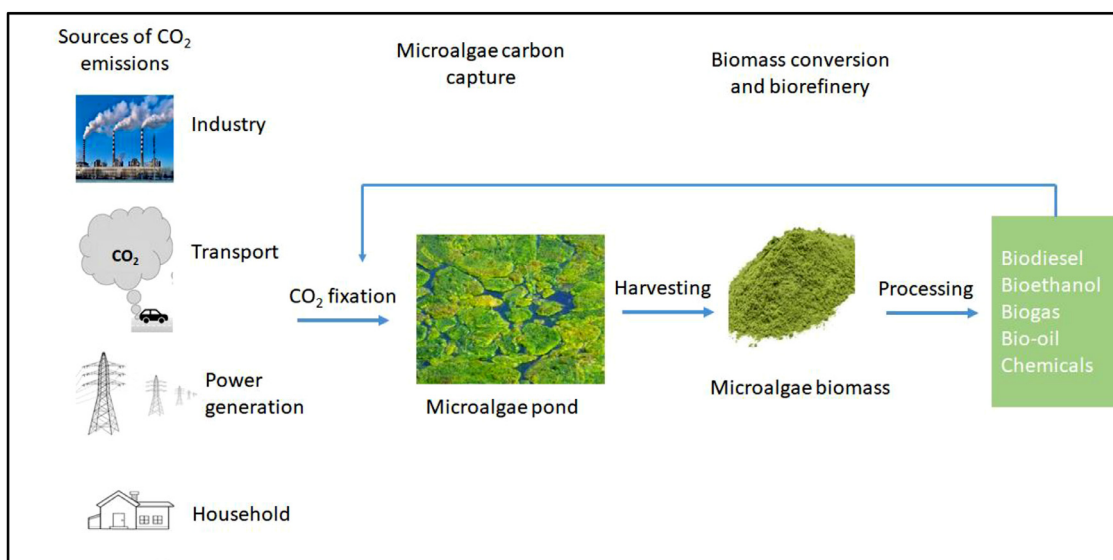 Sources of CO₂
emissions
Microalgae carbon
capture
Biomass conversion
and biorefinery
Industry
CO₂
Transport
CO₂ fixation
Harvesting
Processing
Biodiesel
Bioethanol
Biogas
Bio-oil
Chemicals
Power
generation
Microalgae pond
Microalgae biomass
Household